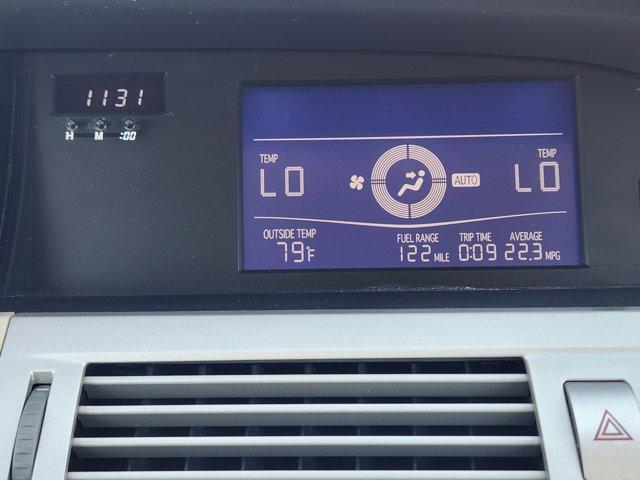 1131
H M :00
TEMP TEMP
LO AUTO LO
OUTSIDE TEMP FUEL RANGE TRIP TIME AVERAGE
79°F 122 MILE 0:09 22.3 MPG